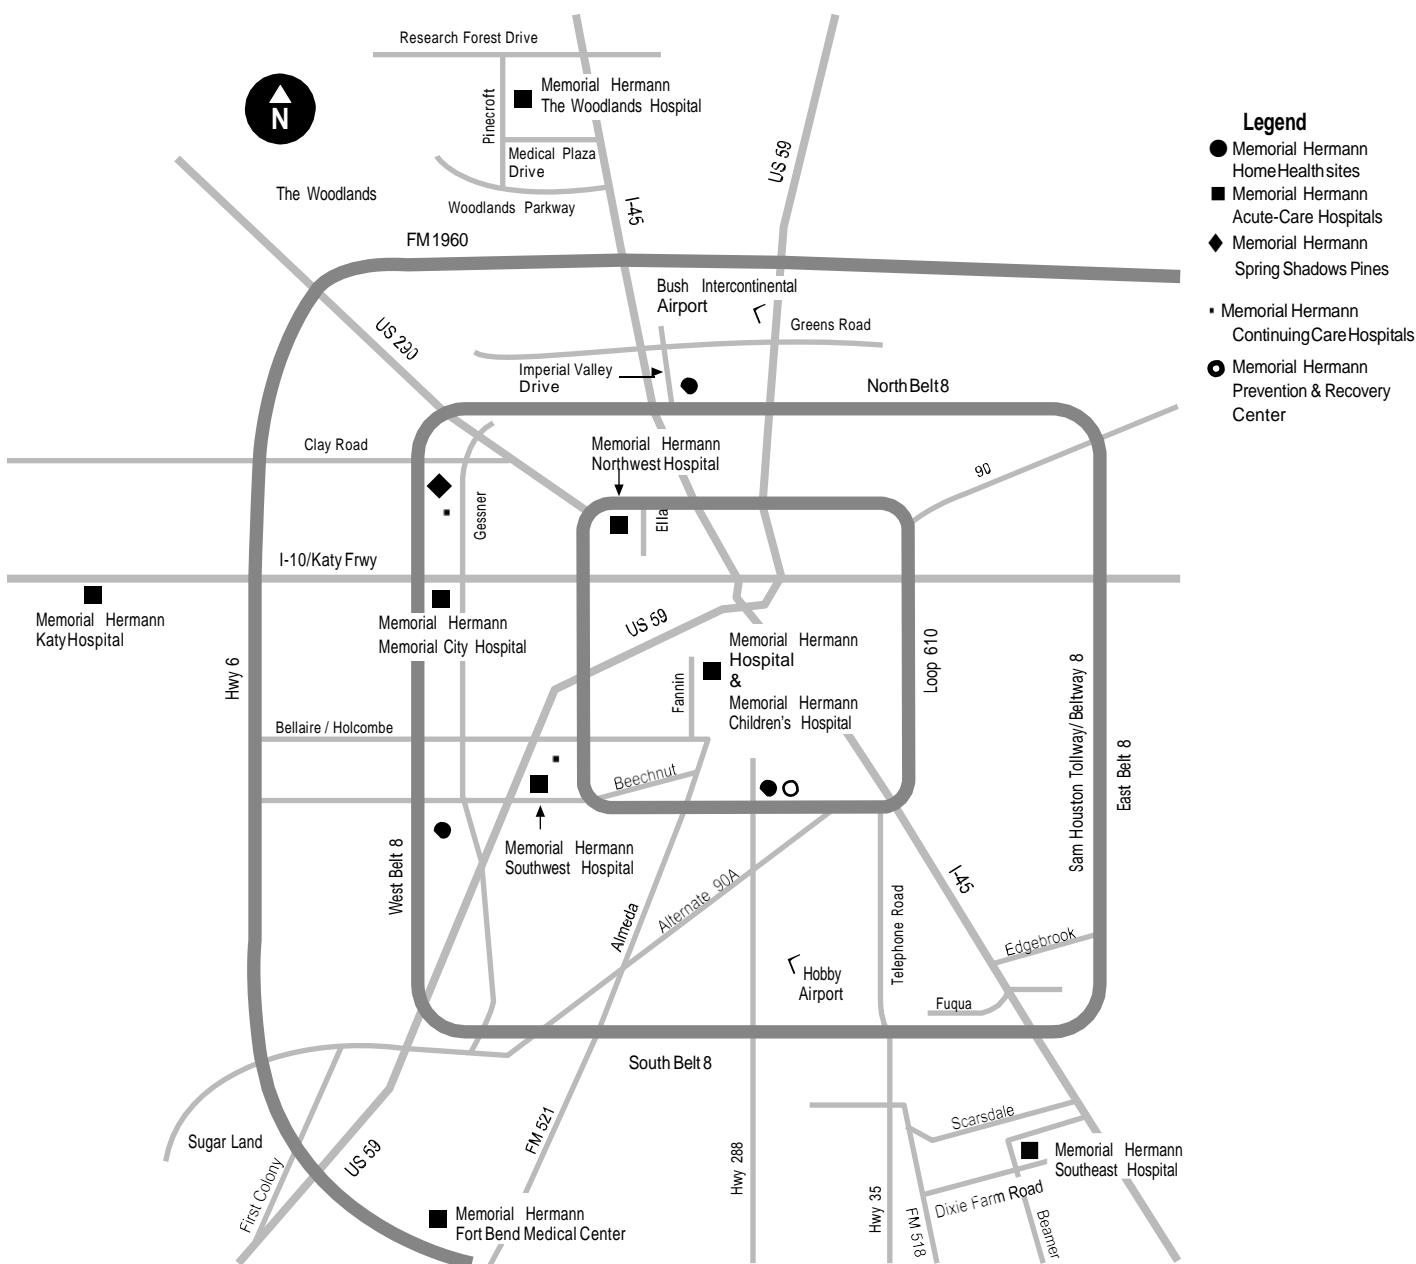 Research Forest Drive
Pinecroft
Memorial Hermann
The Woodlands Hospital
N
Medical Plaza
Drive
The Woodlands
Woodlands Parkway
I-45
US 59
FM 1960
Legend
Memorial Hermann
Home Health sites
Memorial Hermann
Acute-Care Hospitals
Memorial Hermann
Spring Shadows Pines
Memorial Hermann
Continuing Care Hospitals
Memorial Hermann
Prevention & Recovery
Center
Bush Intercontinental
Airport
Greens Road
US 290
Imperial Valley
Drive
North Belt 8
Clay Road
Memorial Hermann
Northwest Hospital
90
Gessner
Ella
I-10/Katy Frwy
Memorial Hermann
Katy Hospital
Memorial Hermann
Memorial City Hospital
US 59
Memorial Hermann
Hospital
&
Memorial Hermann
Children's Hospital
Fannin
Loop 610
Hwy 6
Sam Houston Tollway/ Beltway 8
East Belt 8
Bellaire / Holcombe
Beechnut
West Belt 8
Memorial Hermann
Southwest Hospital
Almeda
Alternate 90A
Telephone Road
I-45
Edgebrook
Hobby
Airport
Fuqua
South Belt 8
Sugar Land
First Colony
US 59
FM 521
Hwy 288
Hwy 35
Scarsdale
Memorial Hermann
Southeast Hospital
Dixie Farm Road
FM 518
Beamer
Memorial Hermann
Fort Bend Medical Center